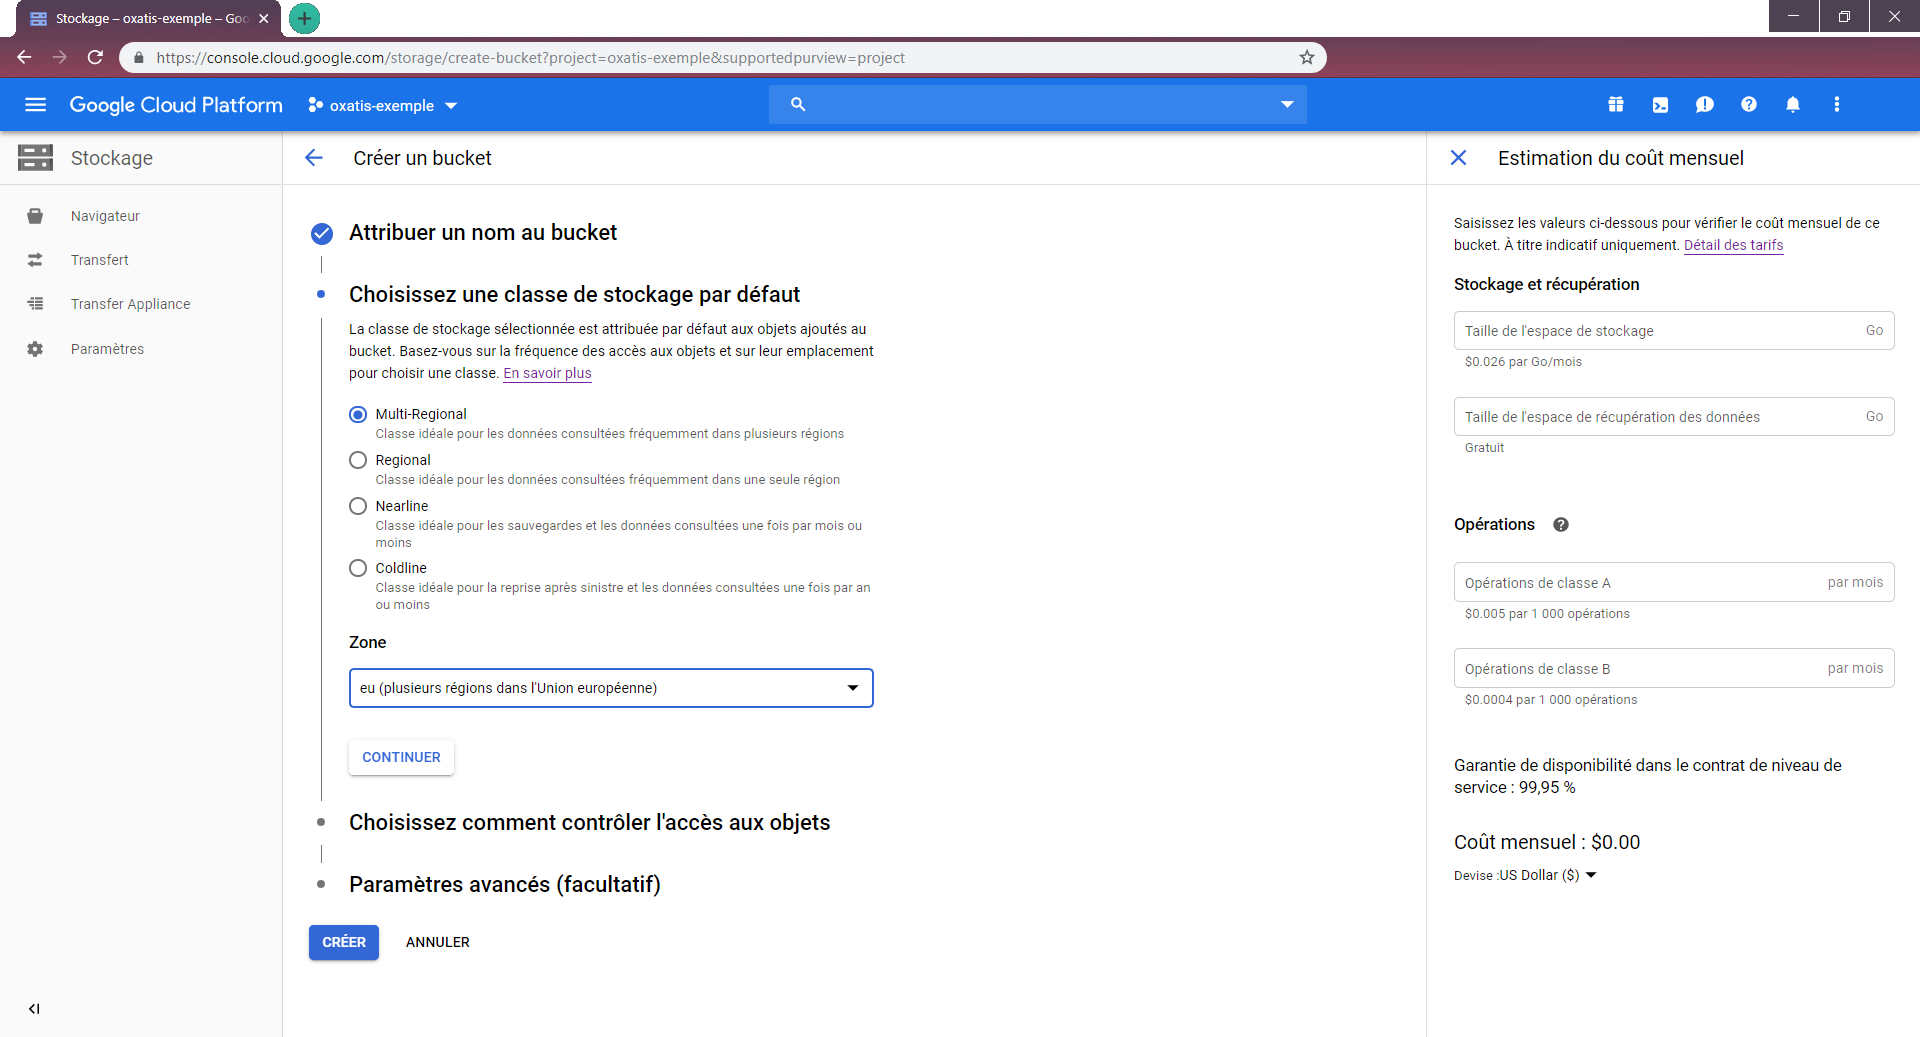 Stockage – oxatis-exemple – Goo
https://console.cloud.google.com/storage/create-bucket?project=oxatis-exemple&supportedpurview=project
Google Cloud Platform
oxatis-exemple
Stockage
Créer un bucket
Estimation du coût mensuel
Navigateur
Transfert
Transfer Appliance
Paramètres
Attribuer un nom au bucket
Choisissez une classe de stockage par défaut
La classe de stockage sélectionnée est attribuée par défaut aux objets ajoutés au
bucket. Basez-vous sur la fréquence des accès aux objets et sur leur emplacement
pour choisir une classe. En savoir plus
Multi-Regional
Classe idéale pour les données consultées fréquemment dans plusieurs régions
Regional
Classe idéale pour les données consultées fréquemment dans une seule région
Nearline
Classe idéale pour les sauvegardes et les données consultées une fois par mois ou
moins
Coldline
Classe idéale pour la reprise après sinistre et les données consultées une fois par an
ou moins
Zone
eu (plusieurs régions dans l'Union européenne)
CONTINUER
Choisissez comment contrôler l'accès aux objets
Paramètres avancés (facultatif)
CRÉER
ANNULER
Saisissez les valeurs ci-dessous pour vérifier le coût mensuel de ce
bucket. À titre indicatif uniquement. Détail des tarifs
Stockage et récupération
Taille de l'espace de stockage Go
$0.026 par Go/mois
Taille de l'espace de récupération des données Go
Gratuit
Opérations
Opérations de classe A par mois
$0.005 par 1 000 opérations
Opérations de classe B par mois
$0.0004 par 1 000 opérations
Garantie de disponibilité dans le contrat de niveau de
service : 99,95 %
Coût mensuel : $0.00
Devise :US Dollar ($)